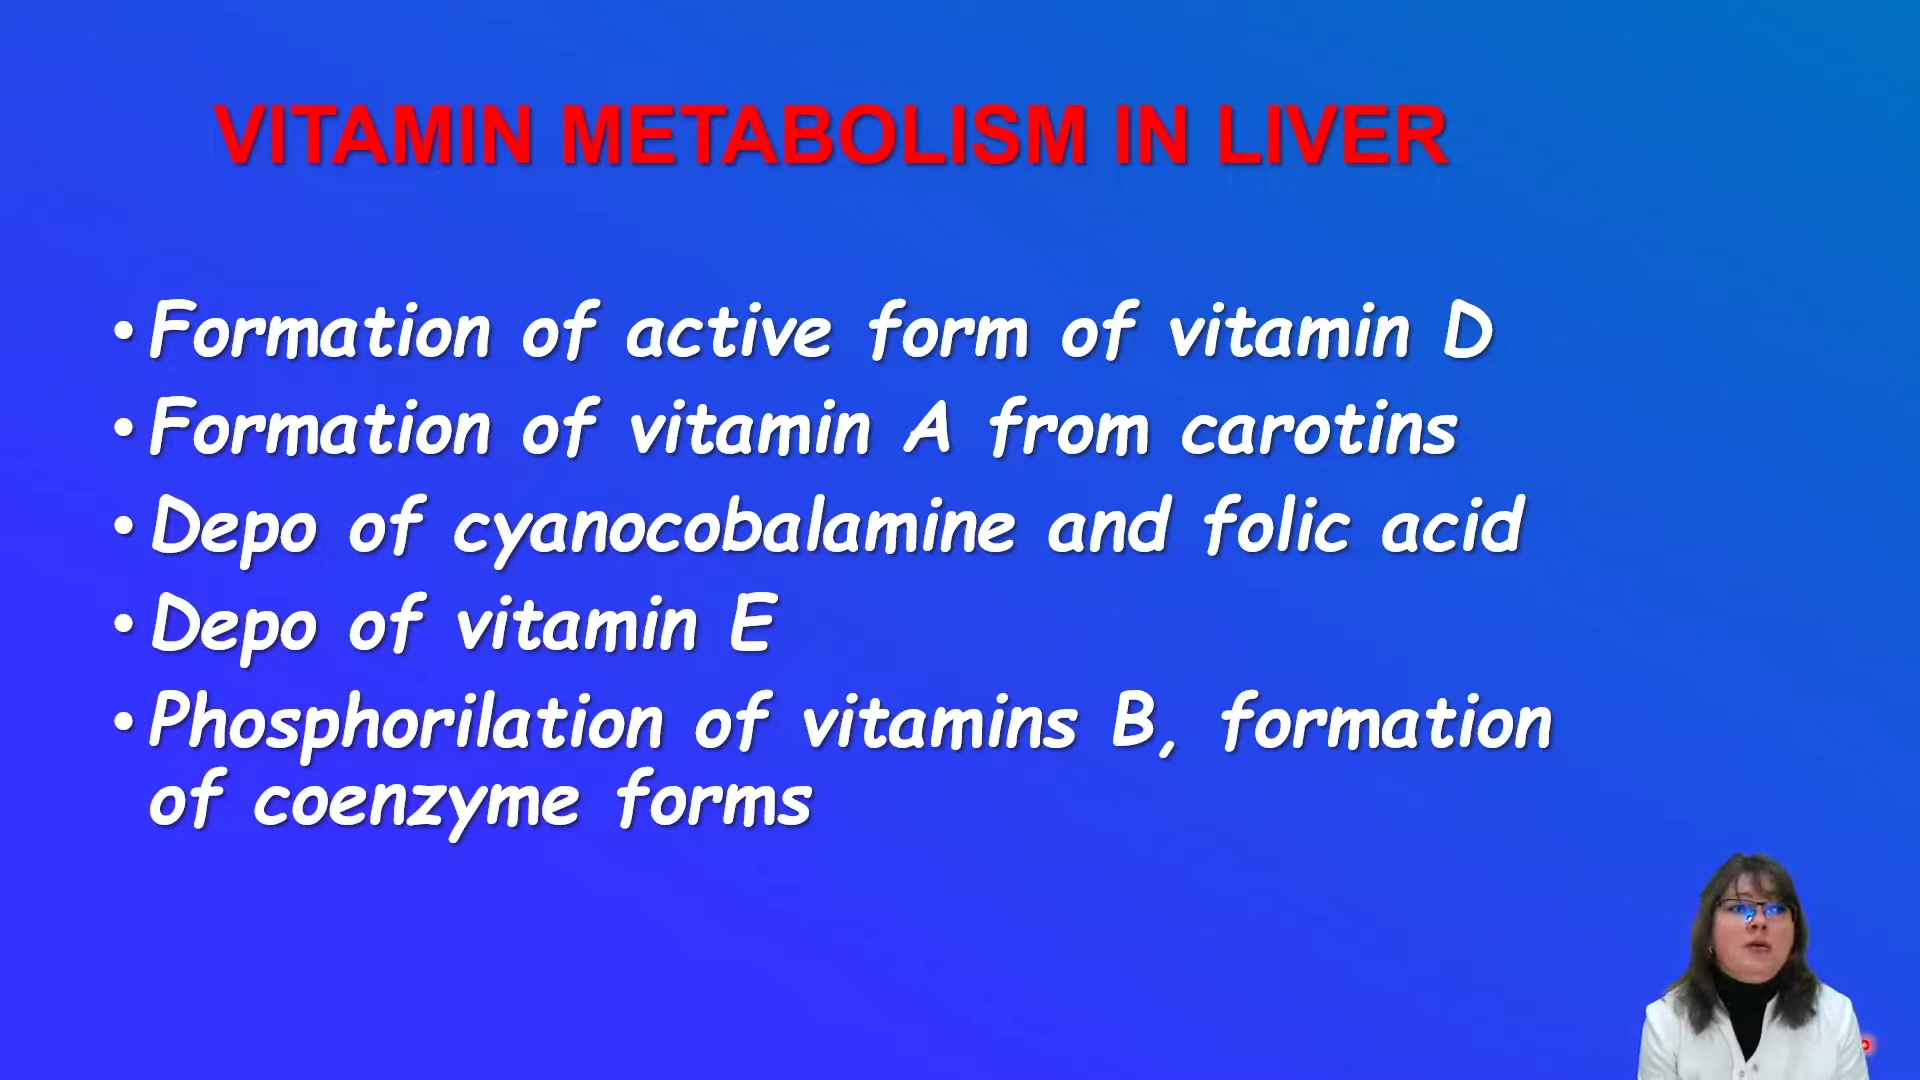 VITAMIN METABOLISM IN LIVER
• Formation of active form of vitamin D
• Formation of vitamin A from carotins
• Depo of cyanocobalamine and folic acid
• Depo of vitamin E
• Phosphorilation of vitamins B, formation
of coenzyme forms